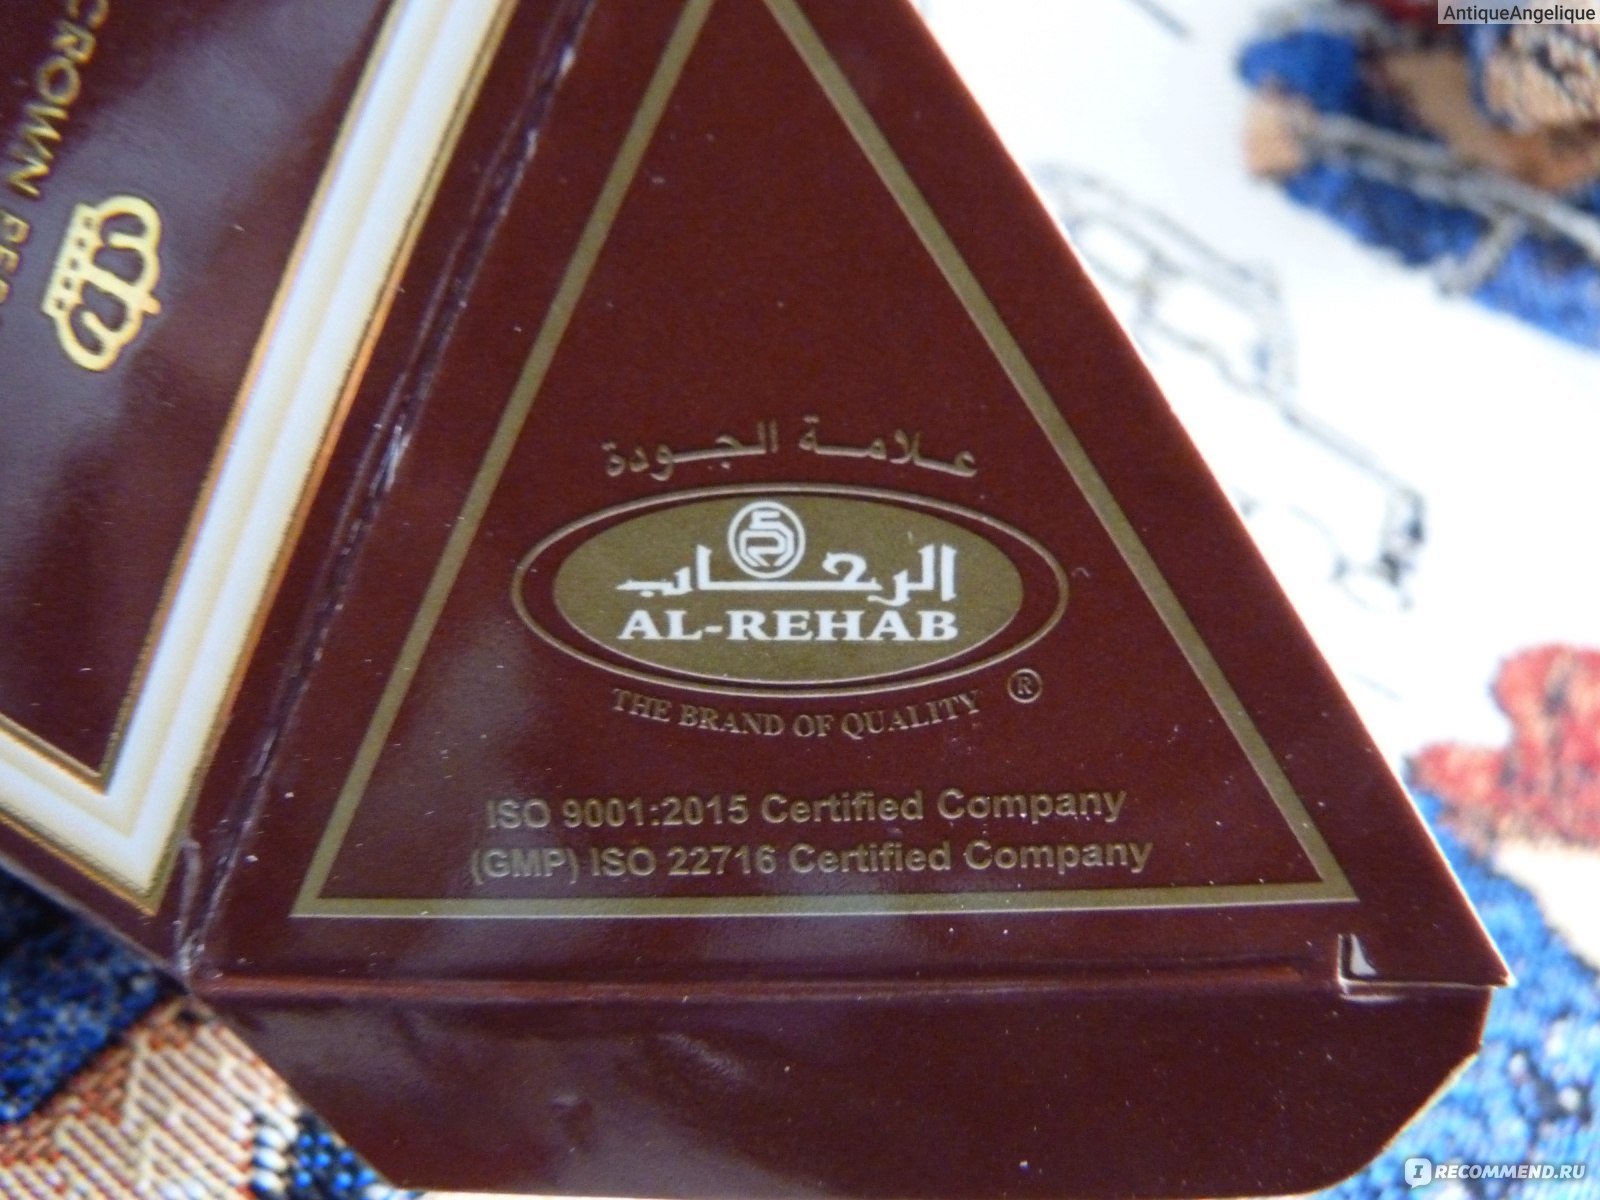 AntiqueAngelique
CROWN
علامة الجودة
الرحاب
AL-REHAB
THE BRAND OF QUALITY ®
ISO 9001:2015 Certified Company
(GMP) ISO 22716 Certified Company
IRECOMMEND.RU